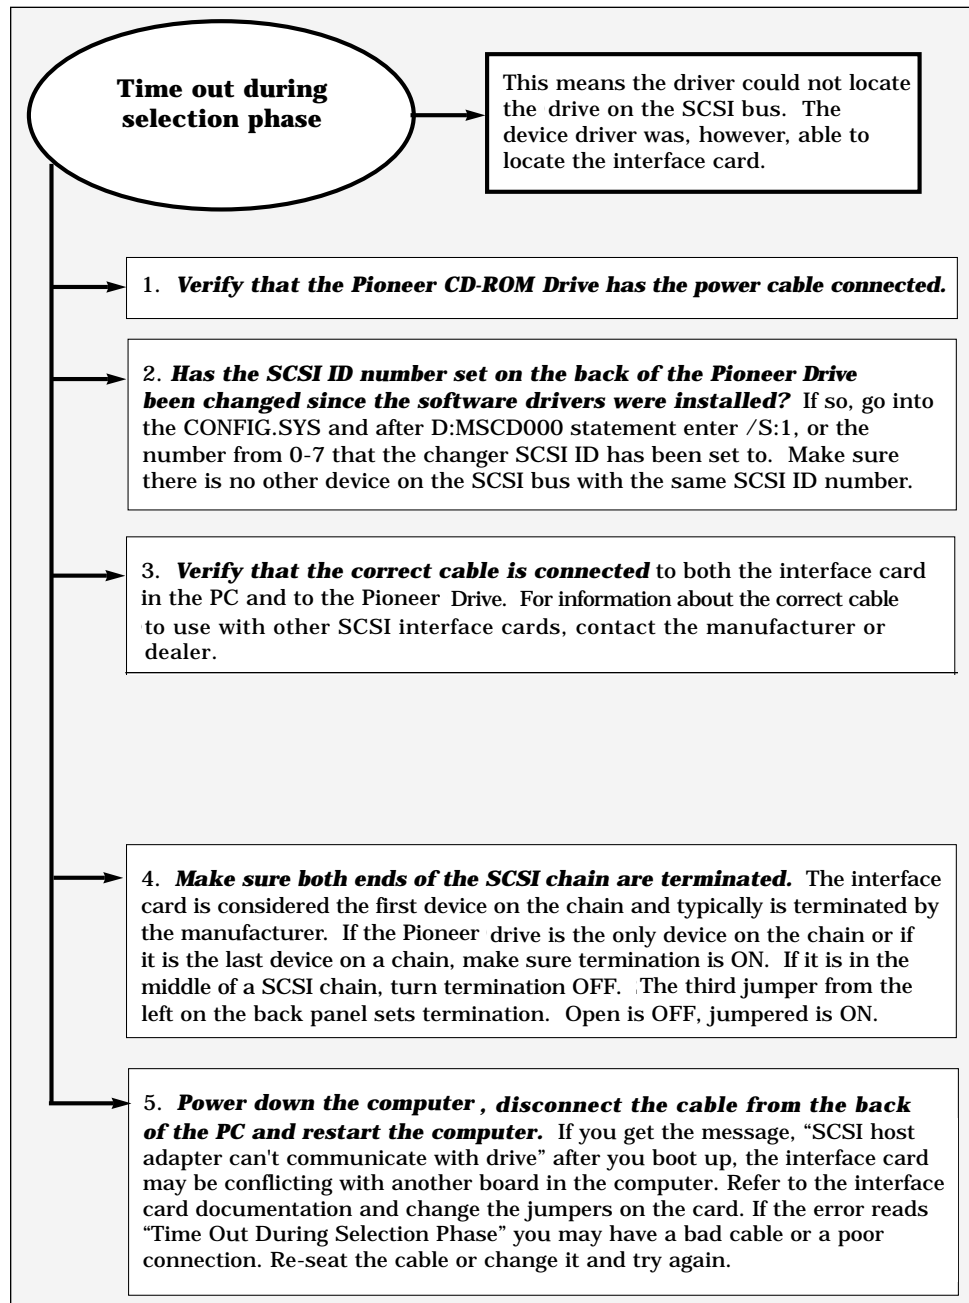 Time out during
selection phase
This means the driver could not locate
the drive on the SCSI bus. The
device driver was, however, able to
locate the interface card.
1. Verify that the Pioneer CD-ROM Drive has the power cable connected.
2. Has the SCSI ID number set on the back of the Pioneer Drive
been changed since the software drivers were installed? If so, go into
the CONFIG.SYS and after D:MSCD000 statement enter /S:1, or the
number from 0-7 that the changer SCSI ID has been set to. Make sure
there is no other device on the SCSI bus with the same SCSI ID number.
3. Verify that the correct cable is connected to both the interface card
in the PC and to the Pioneer Drive. For information about the correct cable
to use with other SCSI interface cards, contact the manufacturer or
dealer.
4. Make sure both ends of the SCSI chain are terminated. The interface
card is considered the first device on the chain and typically is terminated by
the manufacturer. If the Pioneer drive is the only device on the chain or if
it is the last device on a chain, make sure termination is ON. If it is in the
middle of a SCSI chain, turn termination OFF. The third jumper from the
left on the back panel sets termination. Open is OFF, jumpered is ON.
5. Power down the computer, disconnect the cable from the back
of the PC and restart the computer. If you get the message, “SCSI host
adapter can't communicate with drive” after you boot up, the interface card
may be conflicting with another board in the computer. Refer to the interface
card documentation and change the jumpers on the card. If the error reads
“Time Out During Selection Phase” you may have a bad cable or a poor
connection. Re-seat the cable or change it and try again.